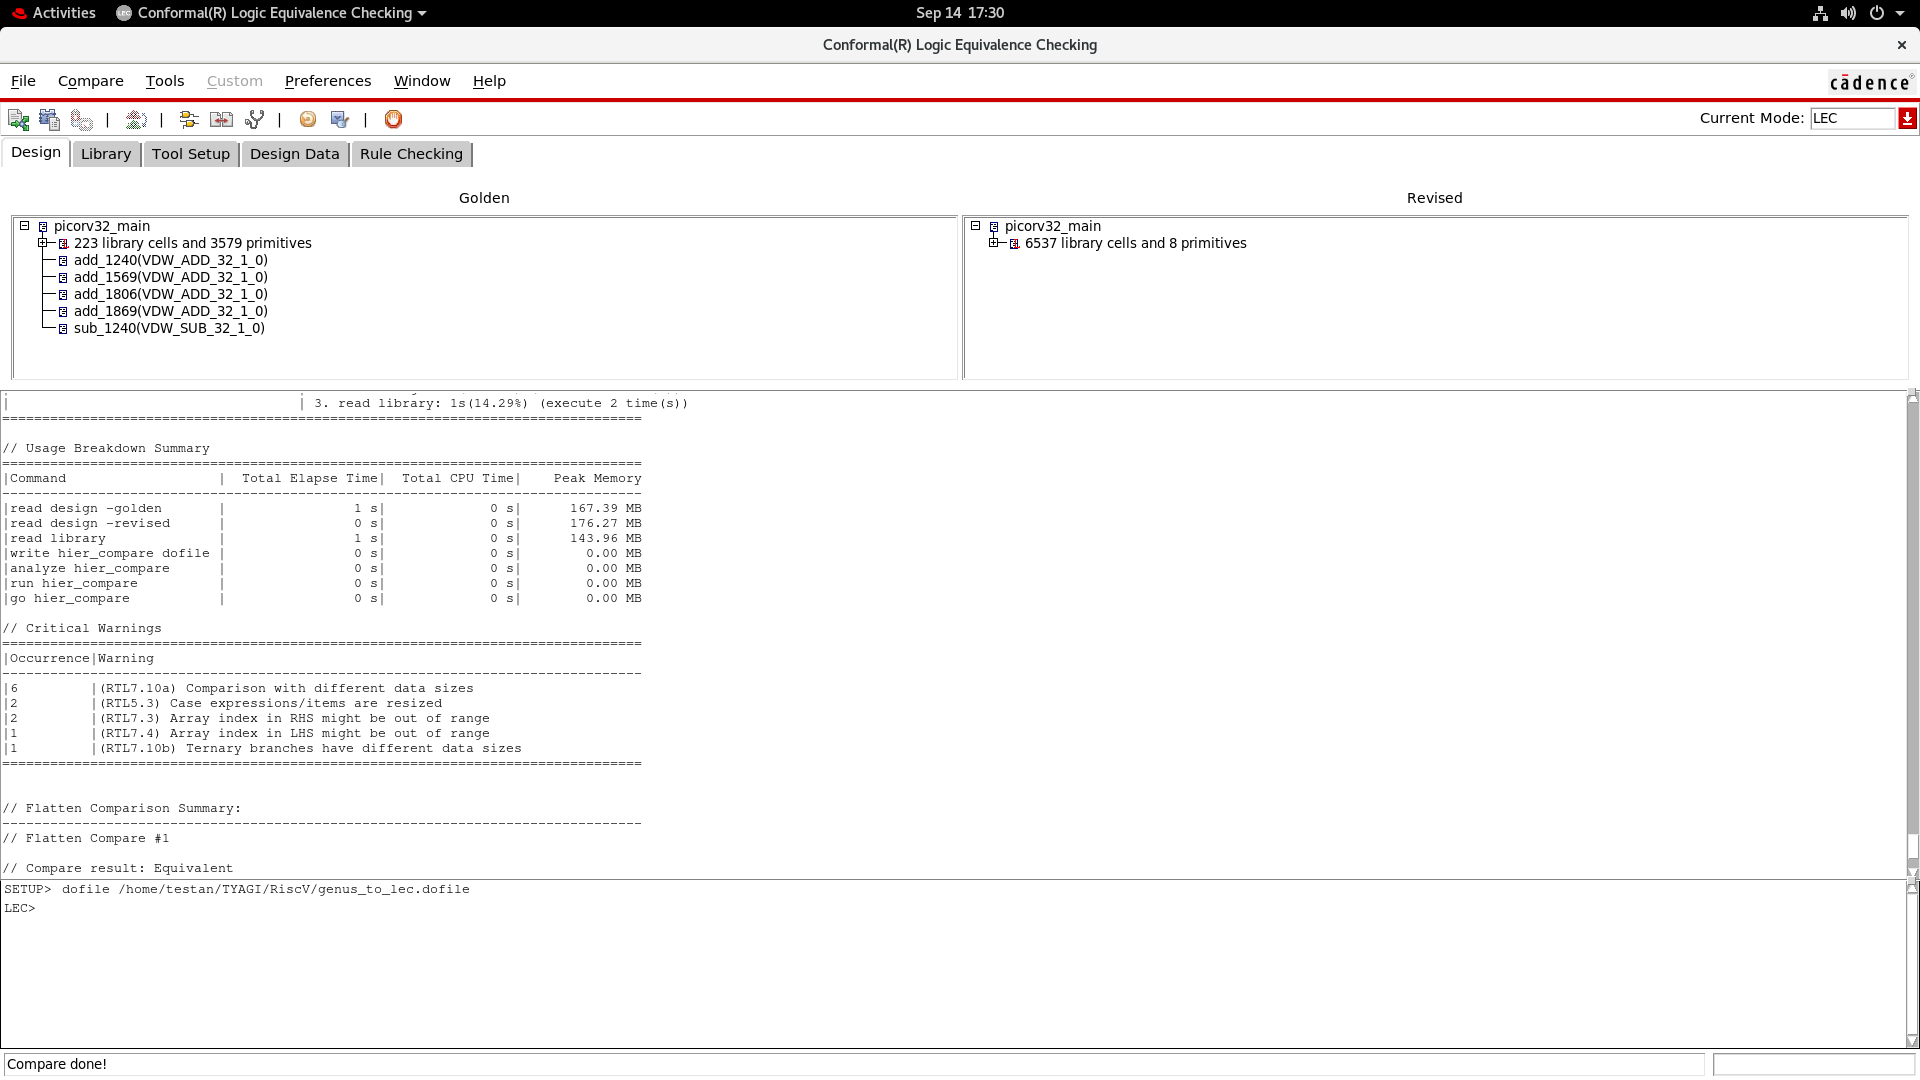 Activities Conformal(R) Logic Equivalence Checking Sep 14 17:30
Conformal(R) Logic Equivalence Checking ×
File Compare Tools Custom Preferences Window Help cādence®
Current Mode: LEC
Design Library Tool Setup Design Data Rule Checking
Golden
picorv32_main
223 library cells and 3579 primitives
add_1240(VDW_ADD_32_1_0)
add_1569(VDW_ADD_32_1_0)
add_1806(VDW_ADD_32_1_0)
add_1869(VDW_ADD_32_1_0)
sub_1240(VDW_SUB_32_1_0)
Revised
picorv32_main
6537 library cells and 8 primitives
| | 3. read library: 1s(14.29%) (execute 2 time(s))
================================================================================
// Usage Breakdown Summary
================================================================================
|Command | Total Elapse Time| Total CPU Time| Peak Memory
--------------------------------------------------------------------------------
|read design -golden | 1 s| 0 s| 167.39 MB
|read design -revised | 0 s| 0 s| 176.27 MB
|read library | 1 s| 0 s| 143.96 MB
|write hier_compare dofile | 0 s| 0 s| 0.00 MB
|analyze hier_compare | 0 s| 0 s| 0.00 MB
|run hier_compare | 0 s| 0 s| 0.00 MB
|go hier_compare | 0 s| 0 s| 0.00 MB
// Critical Warnings
================================================================================
|Occurrence|Warning
--------------------------------------------------------------------------------
|6 |(RTL7.10a) Comparison with different data sizes
|2 |(RTL5.3) Case expressions/items are resized
|2 |(RTL7.3) Array index in RHS might be out of range
|1 |(RTL7.4) Array index in LHS might be out of range
|1 |(RTL7.10b) Ternary branches have different data sizes
================================================================================
// Flatten Comparison Summary:
--------------------------------------------------------------------------------
// Flatten Compare #1
// Compare result: Equivalent
SETUP> dofile /home/testan/TYAGI/RiscV/genus_to_lec.dofile
LEC>
Compare done!